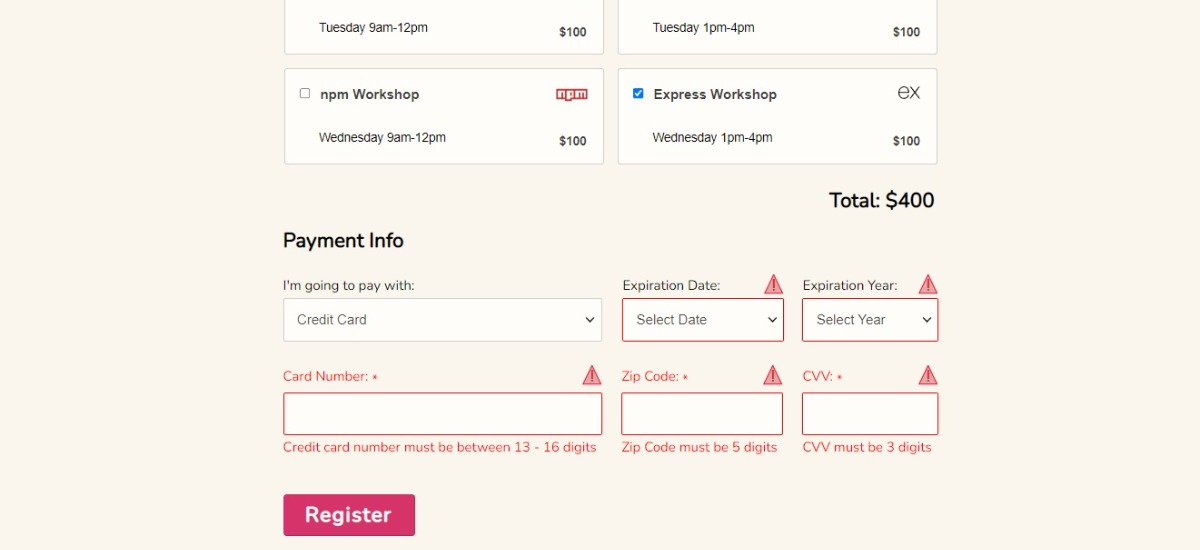 Tuesday 9am-12pm $100 Tuesday 1pm-4pm $100
npm Workshop npm Express Workshop ex
Wednesday 9am-12pm $100 Wednesday 1pm-4pm $100
Total: $400
Payment Info
I'm going to pay with: Expiration Date: ! Expiration Year: !
Credit Card Select Date Select Year
Card Number: * ! Zip Code: * ! CVV: * !
Credit card number must be between 13 - 16 digits Zip Code must be 5 digits CVV must be 3 digits
Register